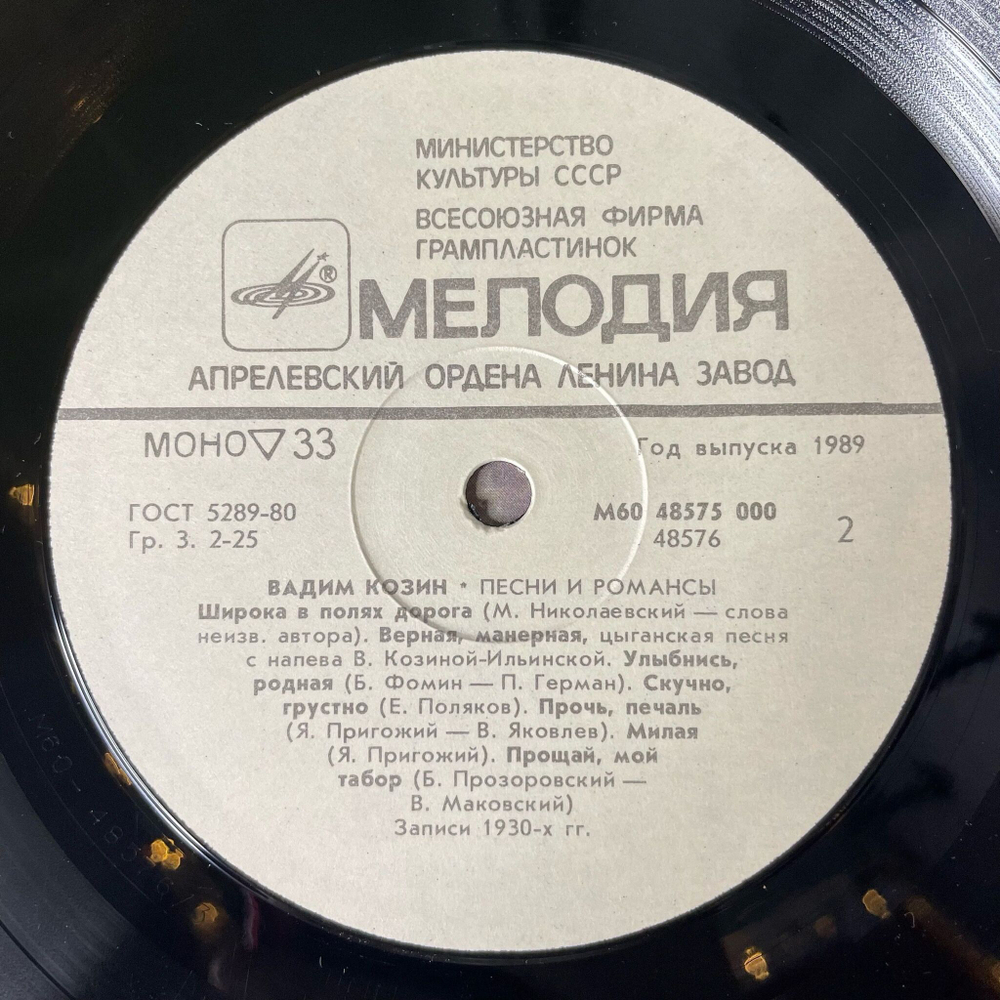 МИНИСТЕРСТВО
КУЛЬТУРЫ СССР
ВСЕСОЮЗНАЯ ФИРМА
ГРАМПЛАСТИНОК
®
МЕЛОДИЯ
АПРЕЛЕВСКИЙ ОРДЕНА ЛЕНИНА ЗАВОД
МОНО▽33
Год выпуска 1989
ГОСТ 5289-80
Гр. 3. 2-25
М60 48575 000
48576
2
ВАДИМ КОЗИН * ПЕСНИ И РОМАНСЫ
Широка в полях дорога (М. Николаевский — слова
неизв. автора). Верная, манерная, цыганская песня
с напева В. Козиной-Ильинской. Улыбнись,
родная (Б. Фомин — П. Герман). Скучно,
грустно (Е. Поляков). Прочь, печаль
(Я. Пригожий — В. Яковлев). Милая
(Я. Пригожий). Прощай, мой
табор (Б. Прозоровский —
В. Маковский)
Записи 1930-х гг.